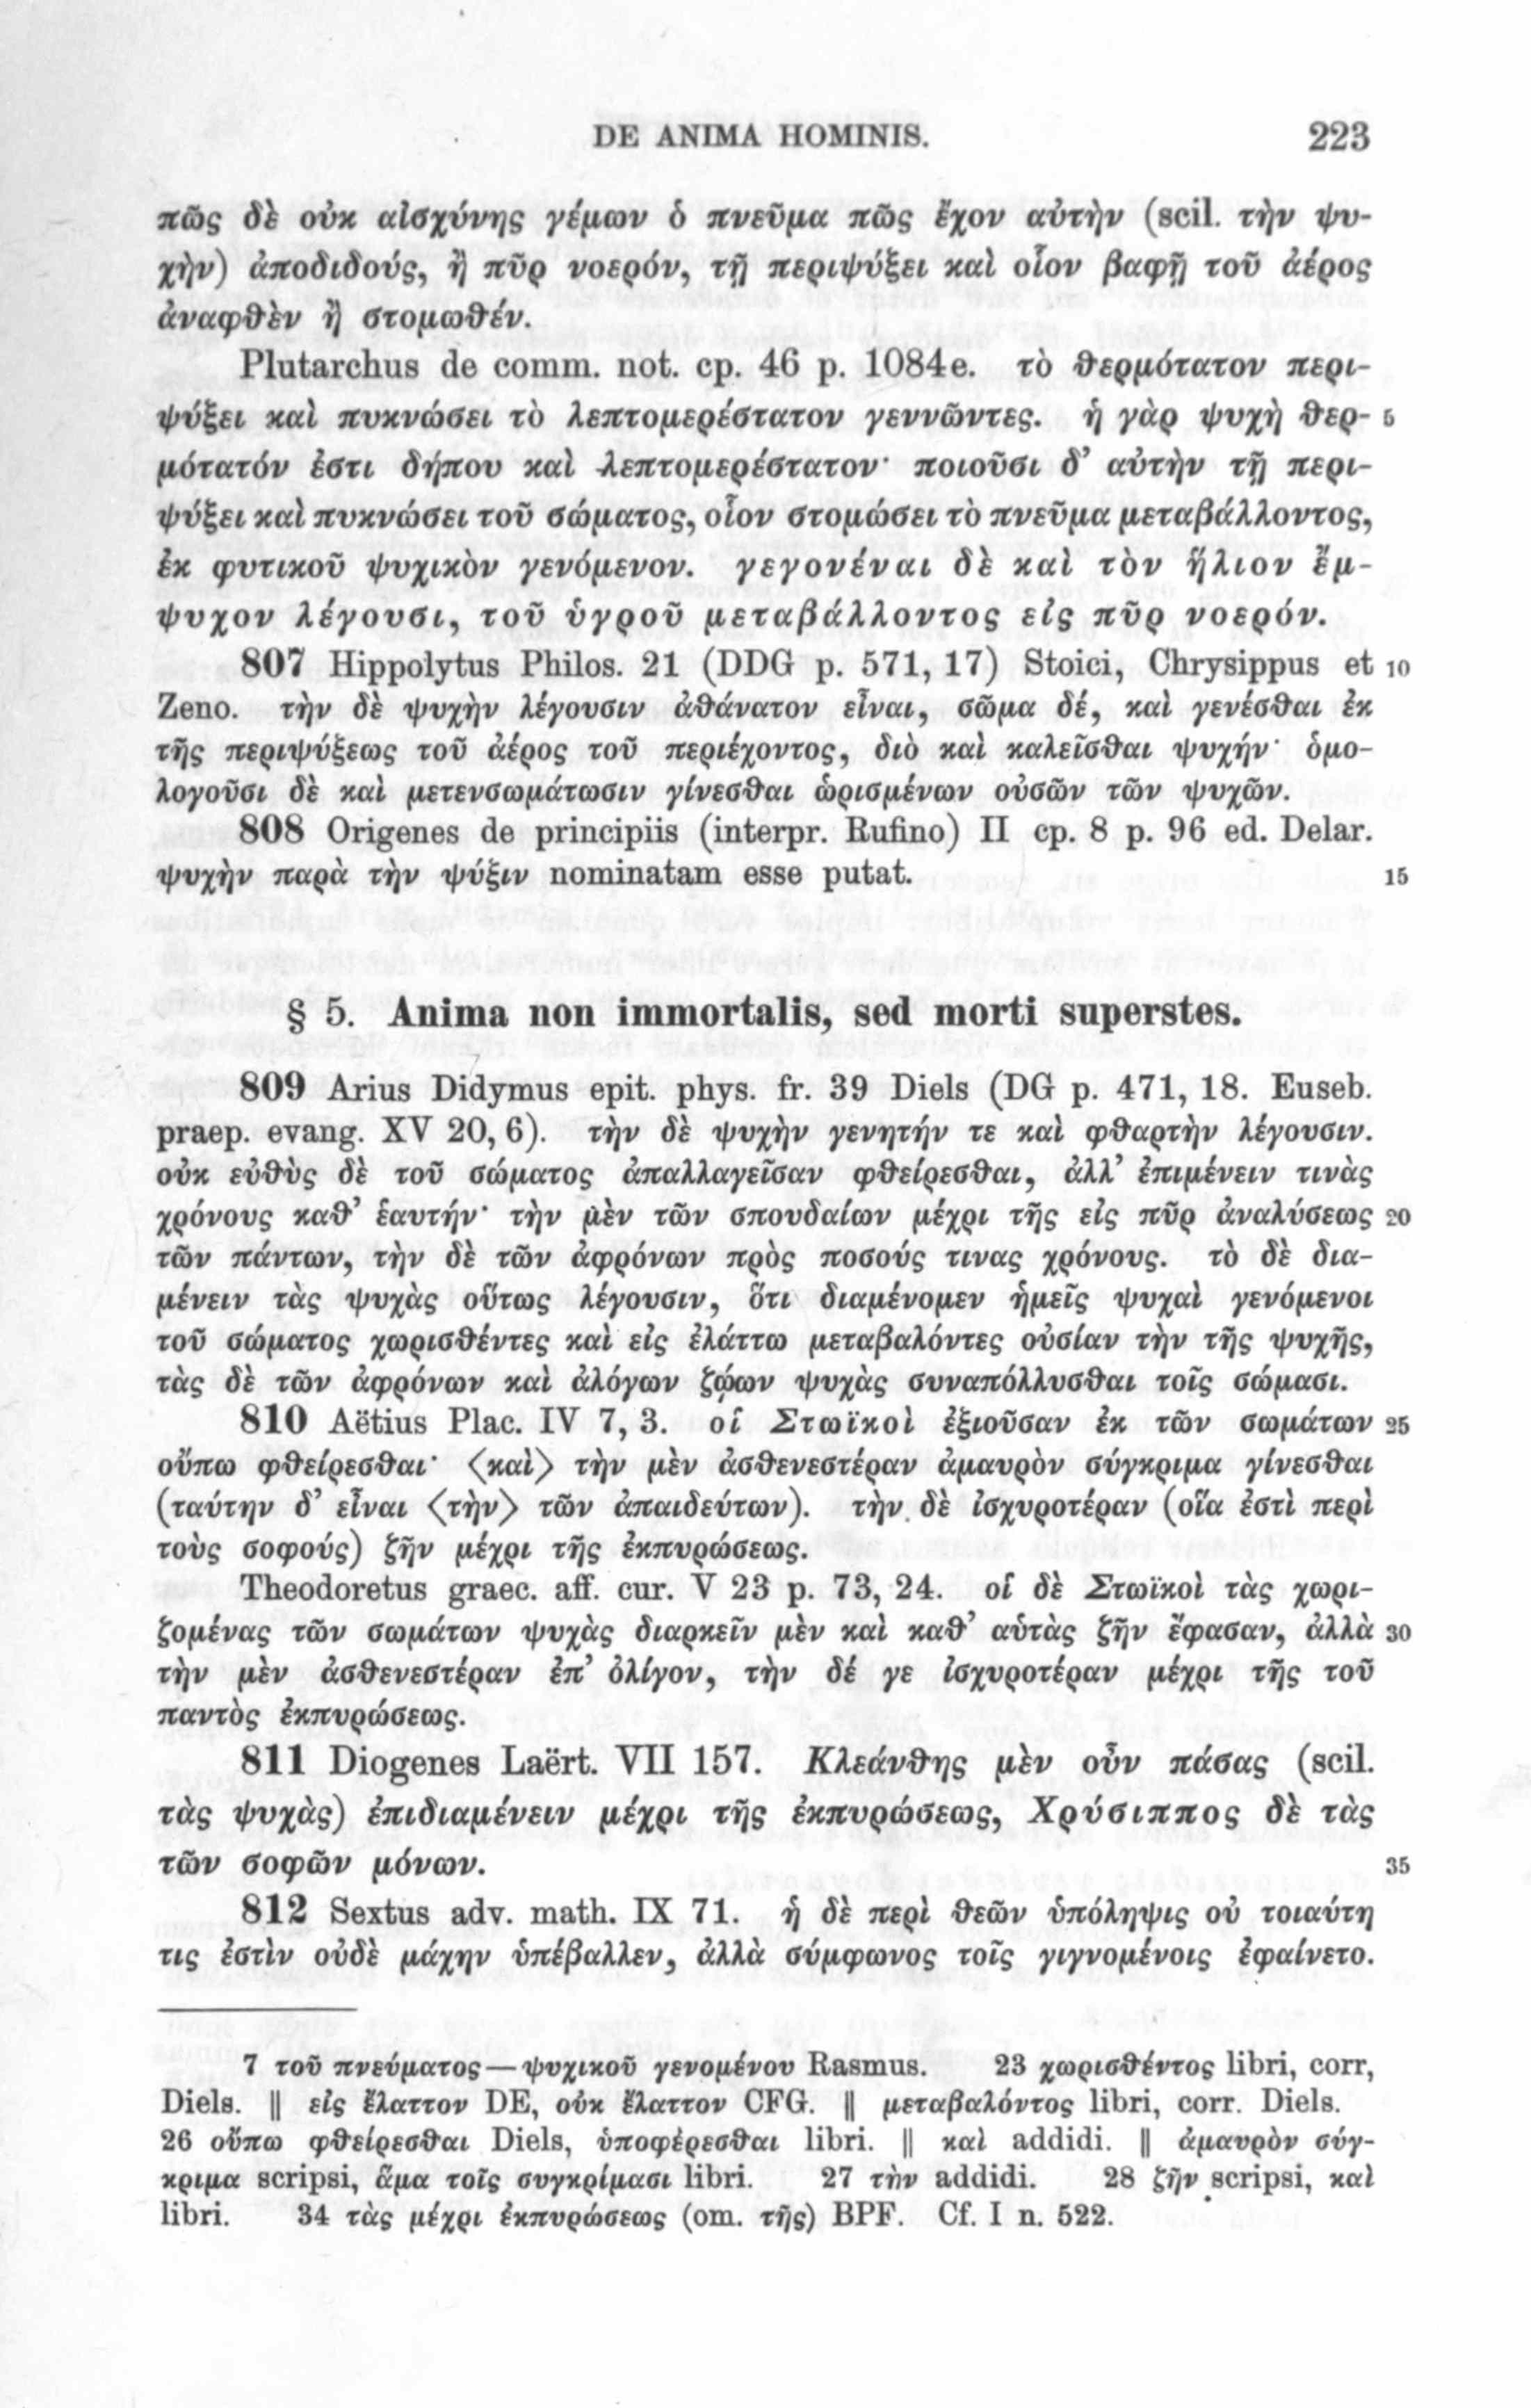 DE ANIMA HOMINIS. 223
πῶς δὲ οὐκ αἰσχύνης γέμων ὁ πνεῦμα πῶς ἔχον αὐτὴν (scil. τὴν ψυ-
χὴν) ἀποδιδούς, ἢ πῦρ νοερόν, τῇ περιψύξει καὶ οἷον βαφῇ τοῦ ἀέρος
ἀναφθὲν ἢ στομωθέν.
Plutarchus de comm. not. cp. 46 p. 1084e. τὸ θερμότατον περι-
ψύξει καὶ πυκνώσει τὸ λεπτομερέστατον γεννῶντες. ἡ γὰρ ψυχὴ θερ- 5
μότατόν ἐστι δήπου καὶ λεπτομερέστατον· ποιοῦσι δ’ αὐτὴν τῇ περι-
ψύξει καὶ πυκνώσει τοῦ σώματος, οἷον στομώσει τὸ πνεῦμα μεταβάλλοντος,
ἐκ φυτικοῦ ψυχικὸν γενόμενον. γεγονέναι δὲ καὶ τὸν ἥλιον ἔμ-
ψυχον λέγουσι, τοῦ ὑγροῦ μεταβάλλοντος εἰς πῦρ νοερόν.
807 Hippolytus Philos. 21 (DDG p. 571, 17) Stoici, Chrysippus et 10
Zeno. τὴν δὲ ψυχὴν λέγουσιν ἀθάνατον εἶναι, σῶμα δέ, καὶ γενέσθαι ἐκ
τῆς περιψύξεως τοῦ ἀέρος τοῦ περιέχοντος, διὸ καὶ καλεῖσθαι ψυχήν· ὁμο-
λογοῦσι δὲ καὶ μετενσωμάτωσιν γίνεσθαι ὡρισμένων οὐσῶν τῶν ψυχῶν.
808 Origenes de principiis (interpr. Rufino) II cp. 8 p. 96 ed. Delar.
ψυχὴν παρὰ τὴν ψύξιν nominatam esse putat. 15
§ 5. Anima non immortalis, sed morti superstes.
809 Arius Didymus epit. phys. fr. 39 Diels (DG p. 471, 18. Euseb.
praep. evang. XV 20, 6). τὴν δὲ ψυχὴν γενητήν τε καὶ φθαρτὴν λέγουσιν.
οὐκ εὐθὺς δὲ τοῦ σώματος ἀπαλλαγεῖσαν φθείρεσθαι, ἀλλ’ ἐπιμένειν τινὰς
χρόνους καθ’ ἑαυτήν· τὴν μὲν τῶν σπουδαίων μέχρι τῆς εἰς πῦρ ἀναλύσεως 20
τῶν πάντων, τὴν δὲ τῶν ἀφρόνων πρὸς ποσούς τινας χρόνους. τὸ δὲ δια-
μένειν τὰς ψυχὰς οὕτως λέγουσιν, ὅτι διαμένομεν ἡμεῖς ψυχαὶ γενόμενοι
τοῦ σώματος χωρισθέντες καὶ εἰς ἐλάττω μεταβαλόντες οὐσίαν τὴν τῆς ψυχῆς,
τὰς δὲ τῶν ἀφρόνων καὶ ἀλόγων ζῴων ψυχὰς συναπόλλυσθαι τοῖς σώμασι.
810 Aëtius Plac. IV 7, 3. οἱ Στωϊκοὶ ἐξιοῦσαν ἐκ τῶν σωμάτων 25
οὔπω φθείρεσθαι· ⟨καὶ⟩ τὴν μὲν ἀσθενεστέραν ἀμαυρὸν σύγκριμα γίνεσθαι
(ταύτην δ’ εἶναι ⟨τὴν⟩ τῶν ἀπαιδεύτων). τὴν δὲ ἰσχυροτέραν (οἵα ἐστὶ περὶ
τοὺς σοφούς) ζῆν μέχρι τῆς ἐκπυρώσεως.
Theodoretus graec. aff. cur. V 23 p. 73, 24. οἱ δὲ Στωϊκοὶ τὰς χωρι-
ζομένας τῶν σωμάτων ψυχὰς διαρκεῖν μὲν καὶ καθ’ αὑτὰς ζῆν ἔφασαν, ἀλλὰ 30
τὴν μὲν ἀσθενεστέραν ἐπ’ ὀλίγον, τὴν δέ γε ἰσχυροτέραν μέχρι τῆς τοῦ
παντὸς ἐκπυρώσεως.
811 Diogenes Laërt. VII 157. Κλεάνθης μὲν οὖν πάσας (scil.
τὰς ψυχὰς) ἐπιδιαμένειν μέχρι τῆς ἐκπυρώσεως, Χρύσιππος δὲ τὰς
τῶν σοφῶν μόνων. 35
812 Sextus adv. math. IX 71. ἡ δὲ περὶ θεῶν ὑπόληψις οὐ τοιαύτη
τις ἐστὶν οὐδὲ μάχην ὑπέβαλλεν, ἀλλὰ σύμφωνος τοῖς γιγνομένοις ἐφαίνετο.
7 τοῦ πνεύματος — ψυχικοῦ γενομένου Rasmus. 23 χωρισθέντος libri, corr,
Diels. || εἰς ἔλαττον DE, οὐκ ἔλαττον CFG. || μεταβαλόντος libri, corr. Diels.
26 οὔπω φθείρεσθαι Diels, ὑποφέρεσθαι libri. || καὶ addidi. || ἀμαυρὸν σύγ-
κριμα scripsi, ἅμα τοῖς συγκρίμασι libri. 27 τὴν addidi. 28 ζῆν scripsi, καὶ
libri. 34 τὰς μέχρι ἐκπυρώσεως (om. τῆς) BPF. Cf. I n. 522.